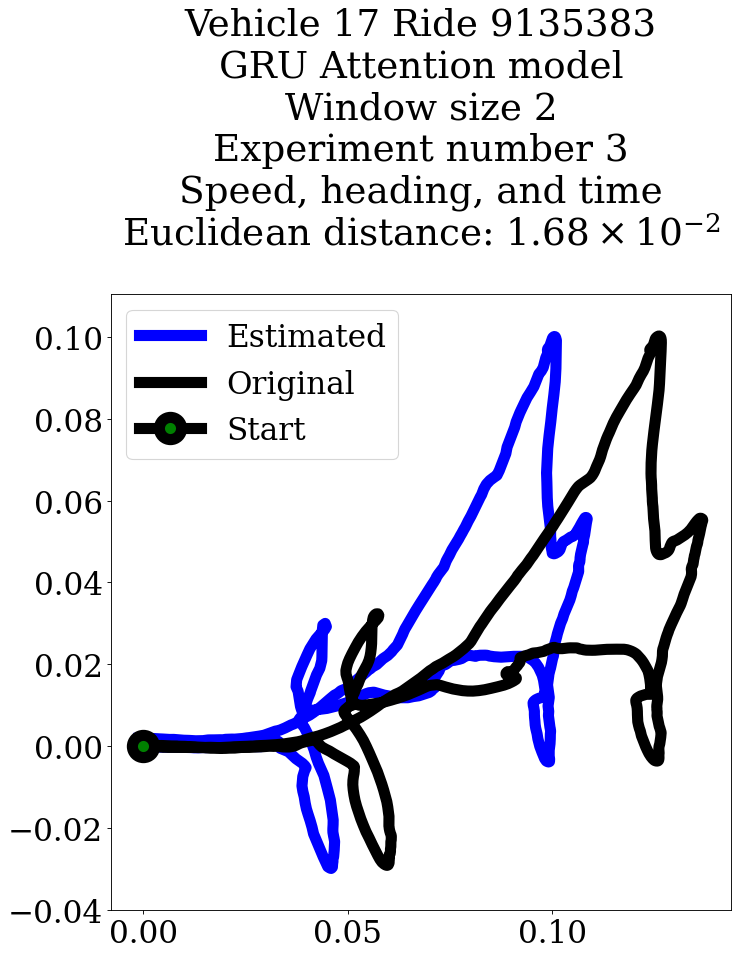 Vehicle 17 Ride 9135383
GRU Attention model
Window size 2
Experiment number 3
Speed, heading, and time
Euclidean distance: 1.68 × 10⁻²
Estimated
Original
Start
0.10
0.08
0.06
0.04
0.02
0.00
−0.02
−0.04
0.00 0.05 0.10